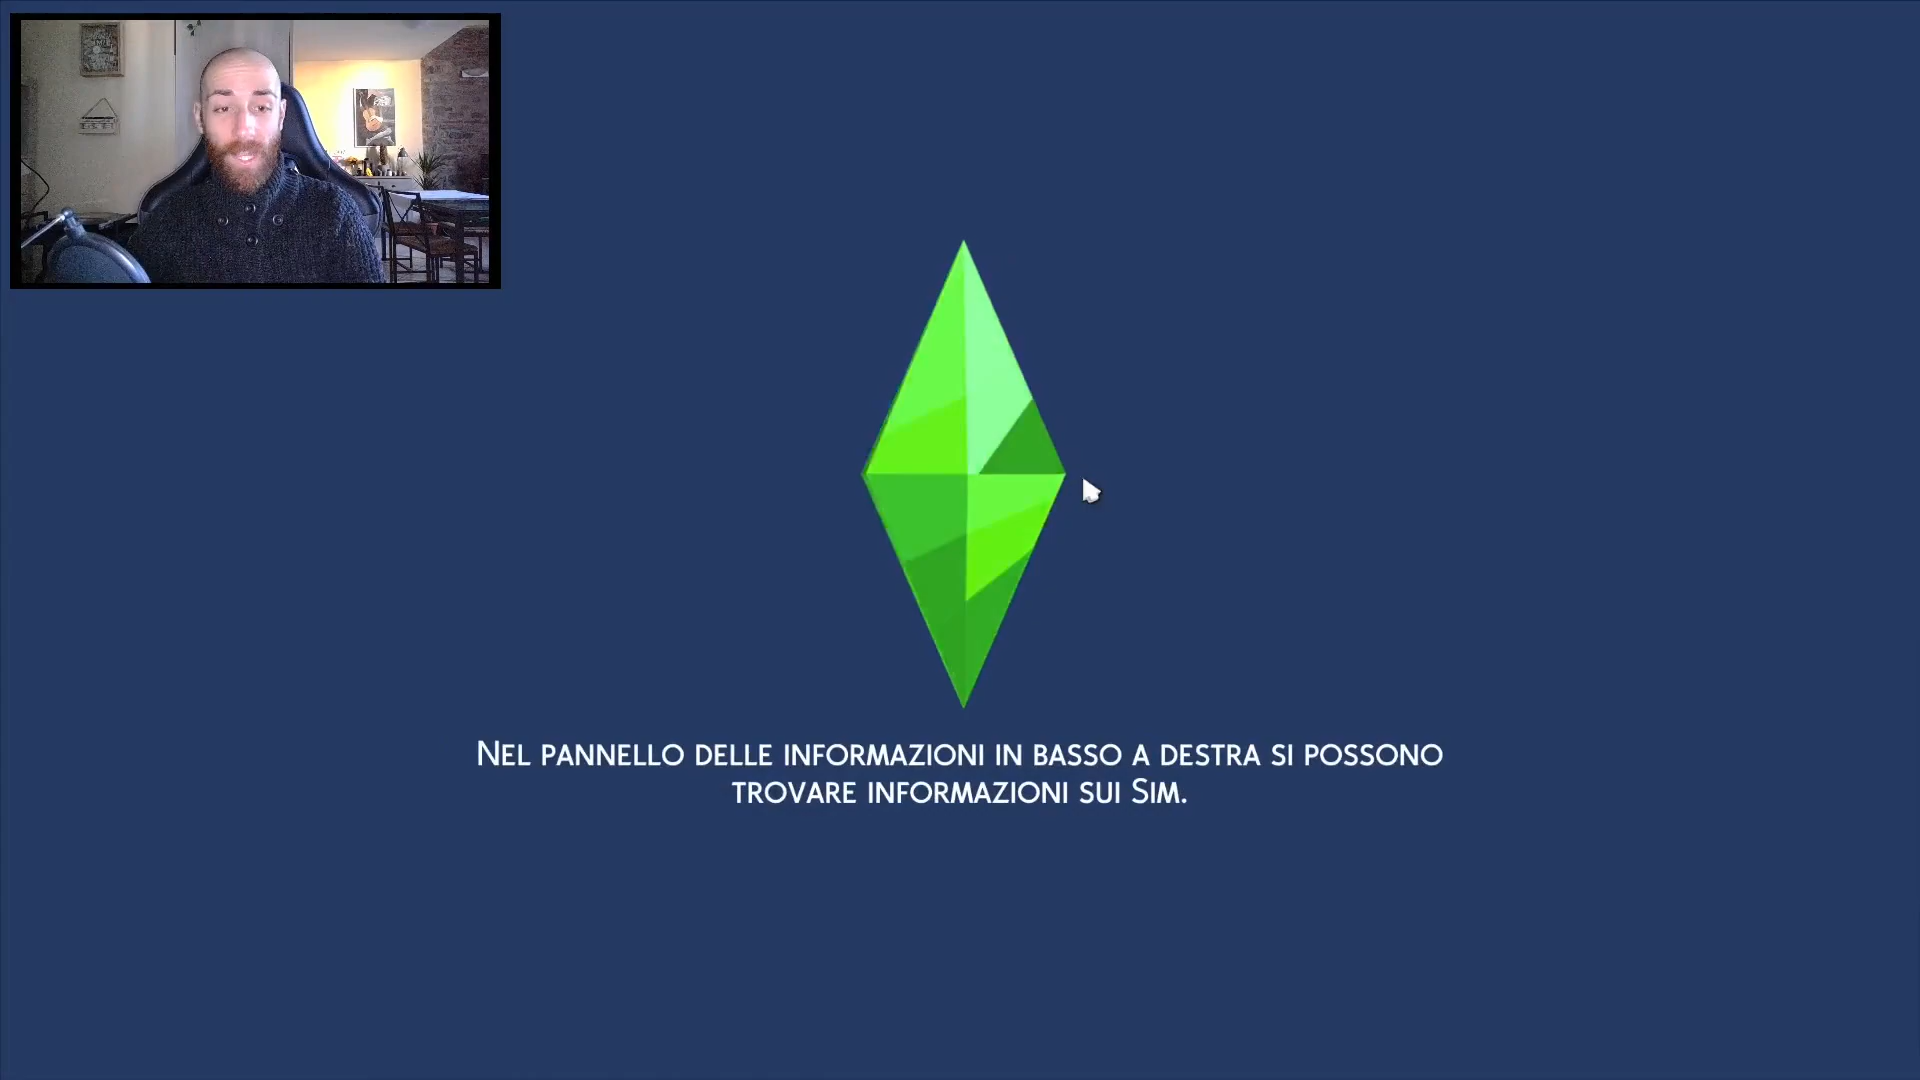 Nel pannello delle informazioni in basso a destra si possono
trovare informazioni sui Sim.